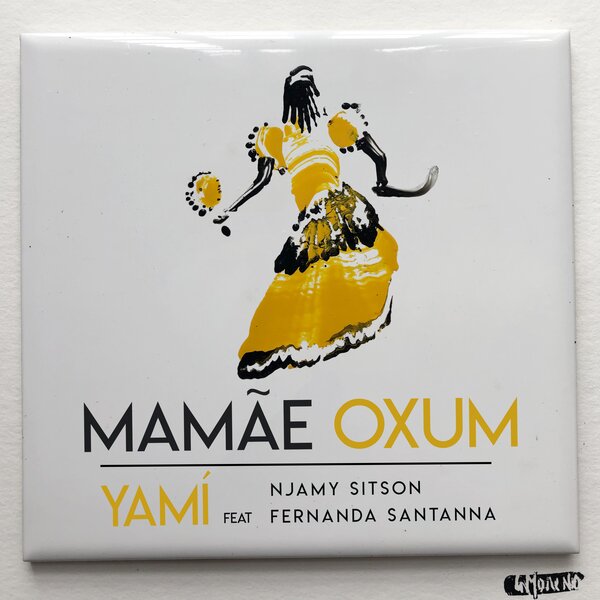 MAMÃE OXUM
YAMÍ FEAT NJAMY SITSON
FERNANDA SANTANNA